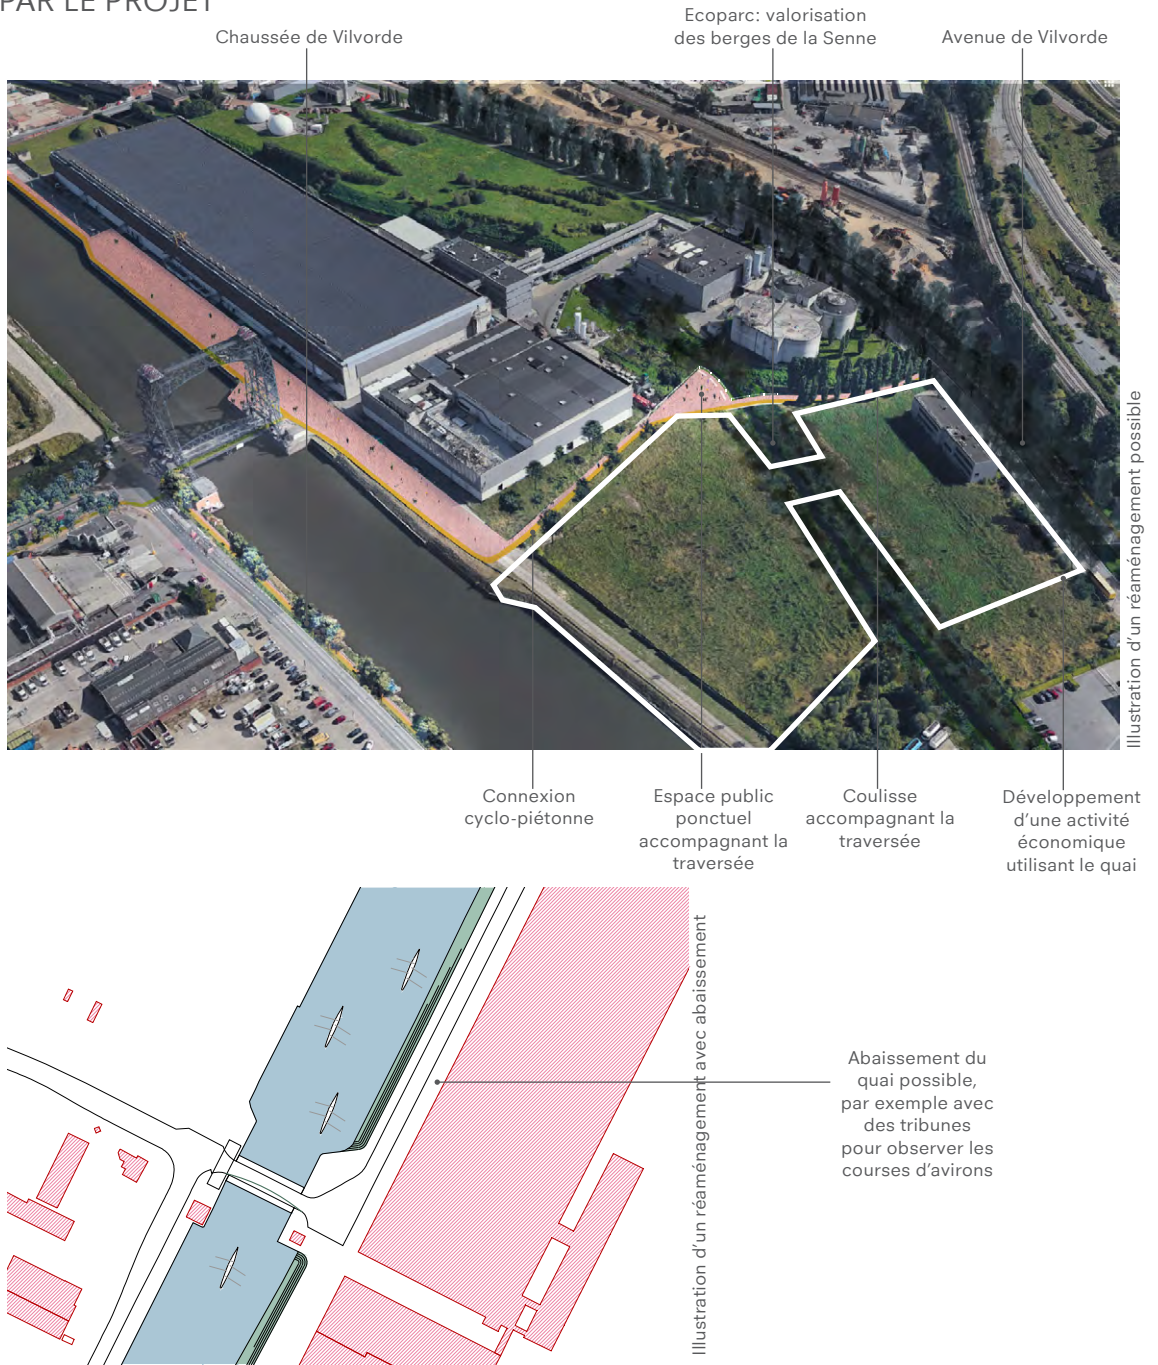 PAR LE PROJET
Chaussée de Vilvorde
Ecoparc: valorisation
des berges de la Senne
Avenue de Vilvorde
Illustration d'un réaménagement possible
Connexion
cyclo-piétonne
Espace public
ponctuel
accompagnant la
traversée
Coulisse
accompagnant la
traversée
Développement
d'une activité
économique
utilisant le quai
Illustration d'un réaménagement avec abaissement
Abaissement du
quai possible,
par exemple avec
des tribunes
pour observer les
courses d'avirons